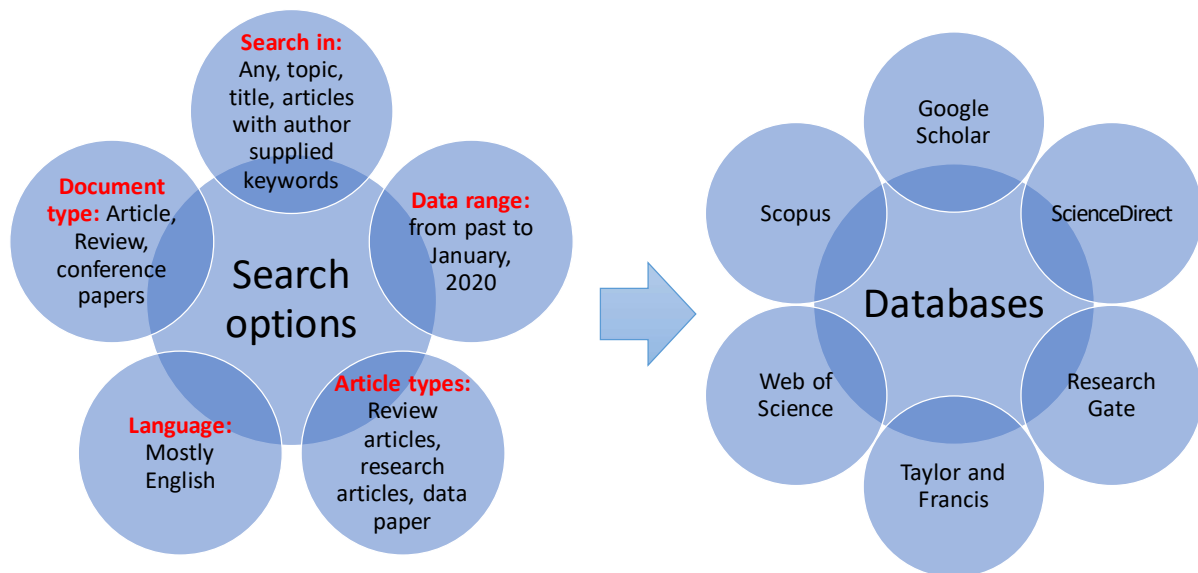 Search in:
Any, topic,
title, articles
with author
supplied
keywords
Document
type: Article,
Review,
conference
papers
Data range:
from past to
January,
2020
Search
options
Language:
Mostly
English
Article types:
Review
articles,
research
articles, data
paper
Google
Scholar
Scopus
ScienceDirect
Databases
Web of
Science
Research
Gate
Taylor and
Francis